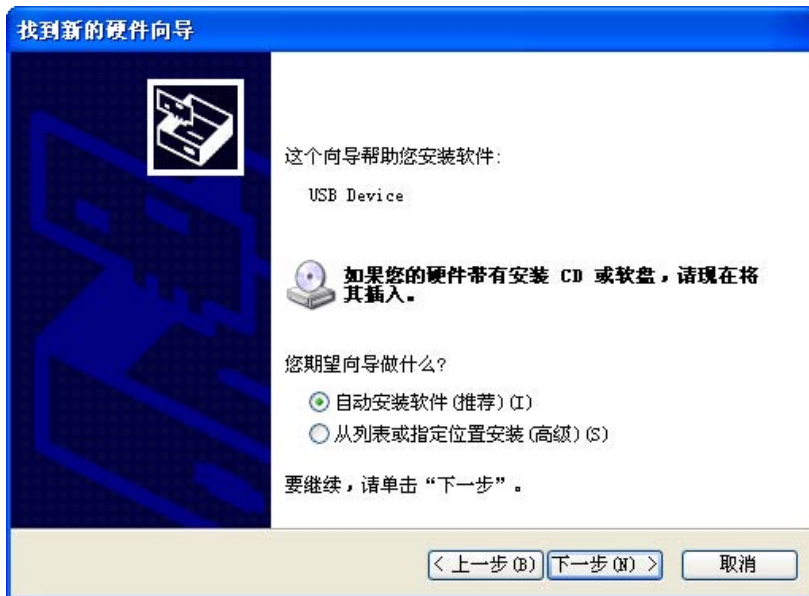 找到新的硬件向导
这个向导帮助您安装软件:
USB Device
如果您的硬件带有安装 CD 或软盘，请现在将
其插入。
您期望向导做什么?
自动安装软件(推荐)(I)
从列表或指定位置安装(高级)(S)
要继续，请单击“下一步”。
< 上一步(B) 下一步(N) > 取消